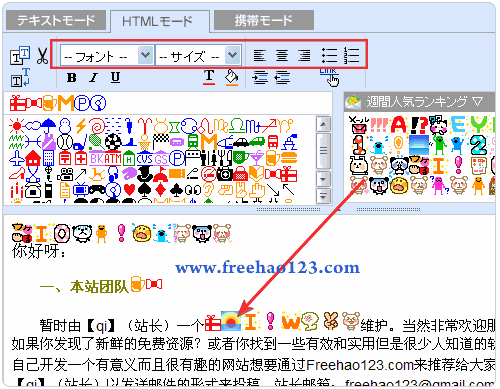 テキストモード HTMLモード 携帯モード
-- フォント -- -- サイズ --
B I U T Link
週間人気ランキング ▽
你好呀：
www.freehao123.com
一、本站团队
暂时由【qi】（站长）一个 维护。当然非常欢迎朋
如果你发现了新鲜的免费资源？或者你找到一些有效和实用但是很少人知道的软
自己开发一个有意义而且很有趣的网站想要通过Freehao123.com来推荐给大家
【qi】（站长）以发送邮件的形式来投稿，站长邮箱：freehao123@gmail.com